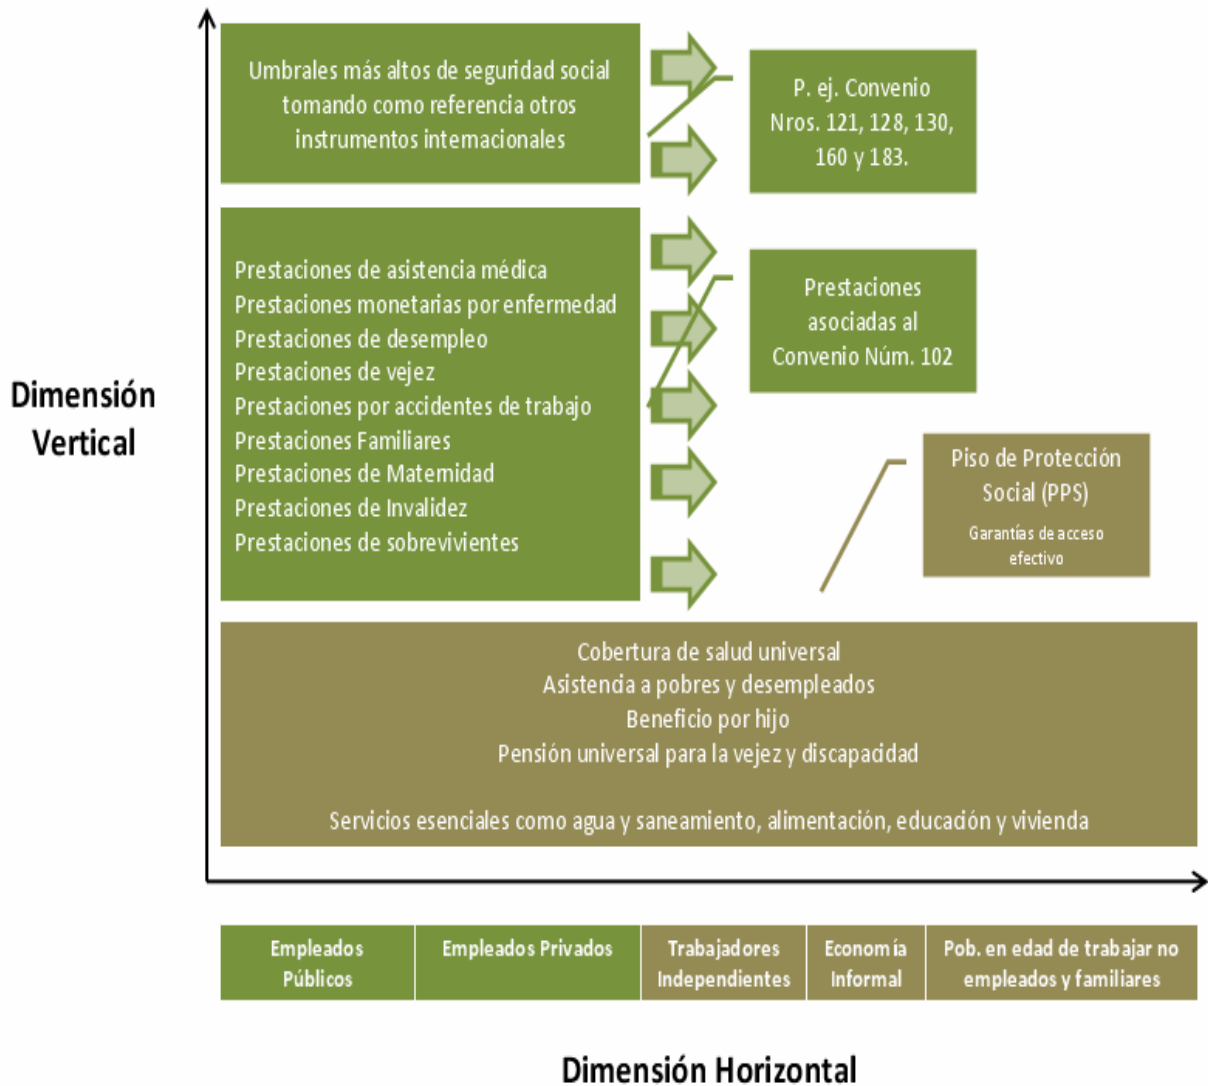 Umbrales más altos de seguridad social
tomando como referencia otros
instrumentos internacionales
P. ej. Convenio
Nros. 121, 128, 130,
160 y 183.
Prestaciones de asistencia médica
Prestaciones monetarias por enfermedad
Prestaciones de desempleo
Prestaciones de vejez
Prestaciones por accidentes de trabajo
Prestaciones Familiares
Prestaciones de Maternidad
Prestaciones de Invalidez
Prestaciones de sobrevivientes
Prestaciones
asociadas al
Convenio Núm. 102
Dimensión
Vertical
Piso de Protección
Social (PPS)
Garantías de acceso
efectivo
Cobertura de salud universal
Asistencia a pobres y desempleados
Beneficio por hijo
Pensión universal para la vejez y discapacidad
Servicios esenciales como agua y saneamiento, alimentación, educación y vivienda
Empleados
Públicos
Empleados Privados
Trabajadores
Independientes
Economía
Informal
Pob. en edad de trabajar no
empleados y familiares
Dimensión Horizontal